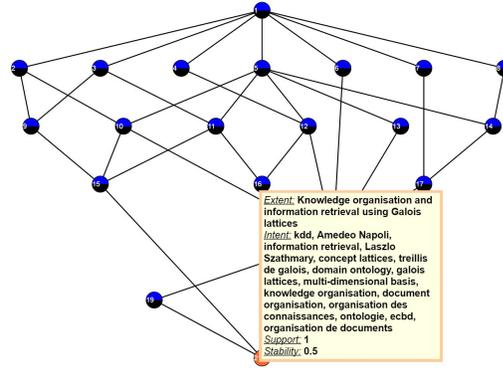 1
2
3
4
5
6
7
8
9
10
11
12
13
14
15
16
17
Extent: Knowledge organisation and
information retrieval using Galois
lattices
Intent: kdd, Amedeo Napoli,
information retrieval, Laszlo
Szathmary, concept lattices, treillis
de galois, domain ontology, galois
lattices, multi-dimensional basis,
knowledge organisation, document
organisation, organisation des
connaissances, ontologie, ecbd,
organisation de documents
Support: 1
Stability: 0.5
19